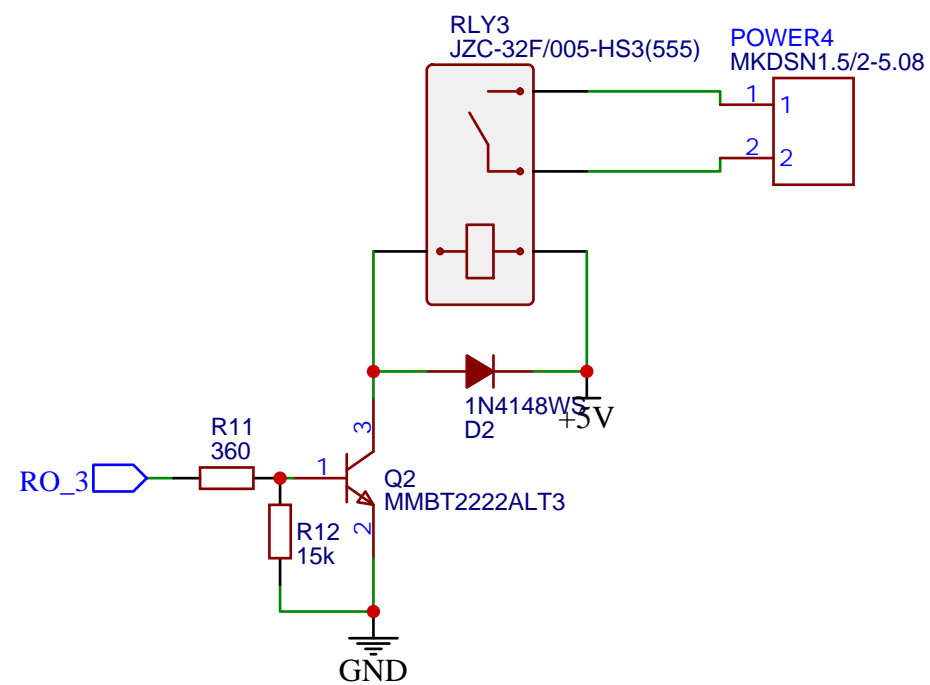 RLY3
JZC-32F/005-HS3(555)
POWER4
MKDSN1.5/2-5.08
1
1
2
2
1N4148WS
D2
+5V
R11
360
3
RO_3
1
Q2
MMBT2222ALT3
R12
15k
2
GND